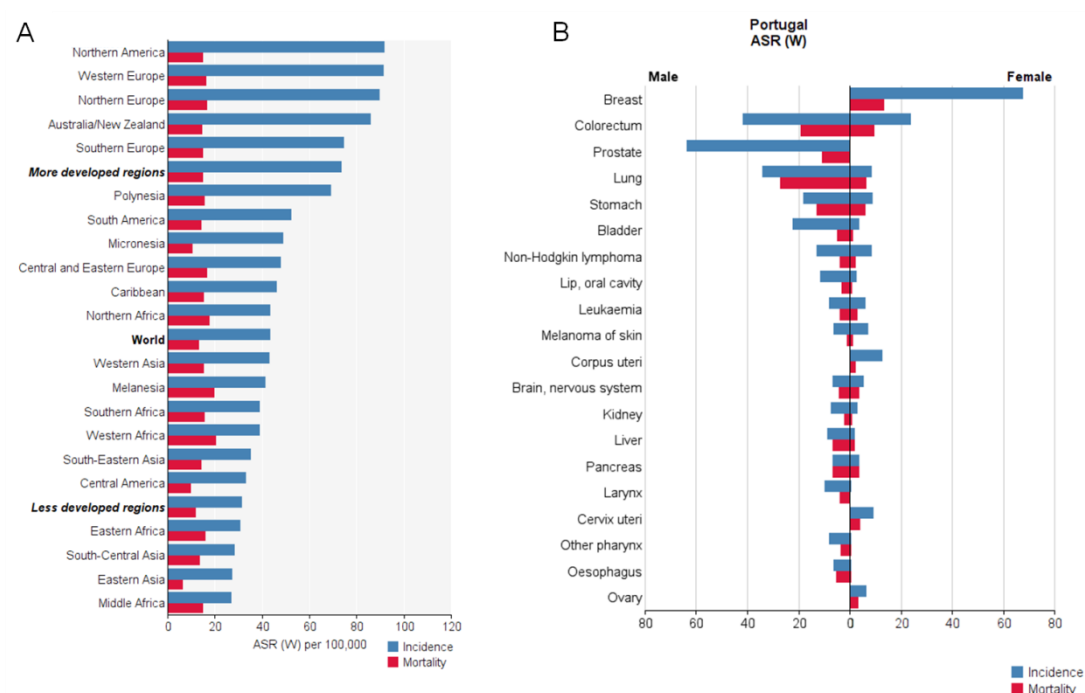 A
Northern America
Western Europe
Northern Europe
Australia/New Zealand
Southern Europe
More developed regions
Polynesia
South America
Micronesia
Central and Eastern Europe
Caribbean
Northern Africa
World
Western Asia
Melanesia
Southern Africa
Western Africa
South-Eastern Asia
Central America
Less developed regions
Eastern Africa
South-Central Asia
Eastern Asia
Middle Africa
0 20 40 60 80 100 120
ASR (W) per 100,000
Incidence
Mortality
B
Portugal
ASR (W)
Male Female
Breast
Colorectum
Prostate
Lung
Stomach
Bladder
Non-Hodgkin lymphoma
Lip, oral cavity
Leukaemia
Melanoma of skin
Corpus uteri
Brain, nervous system
Kidney
Liver
Pancreas
Larynx
Cervix uteri
Other pharynx
Oesophagus
Ovary
80 60 40 20 0 20 40 60 80
Incidence
Mortality